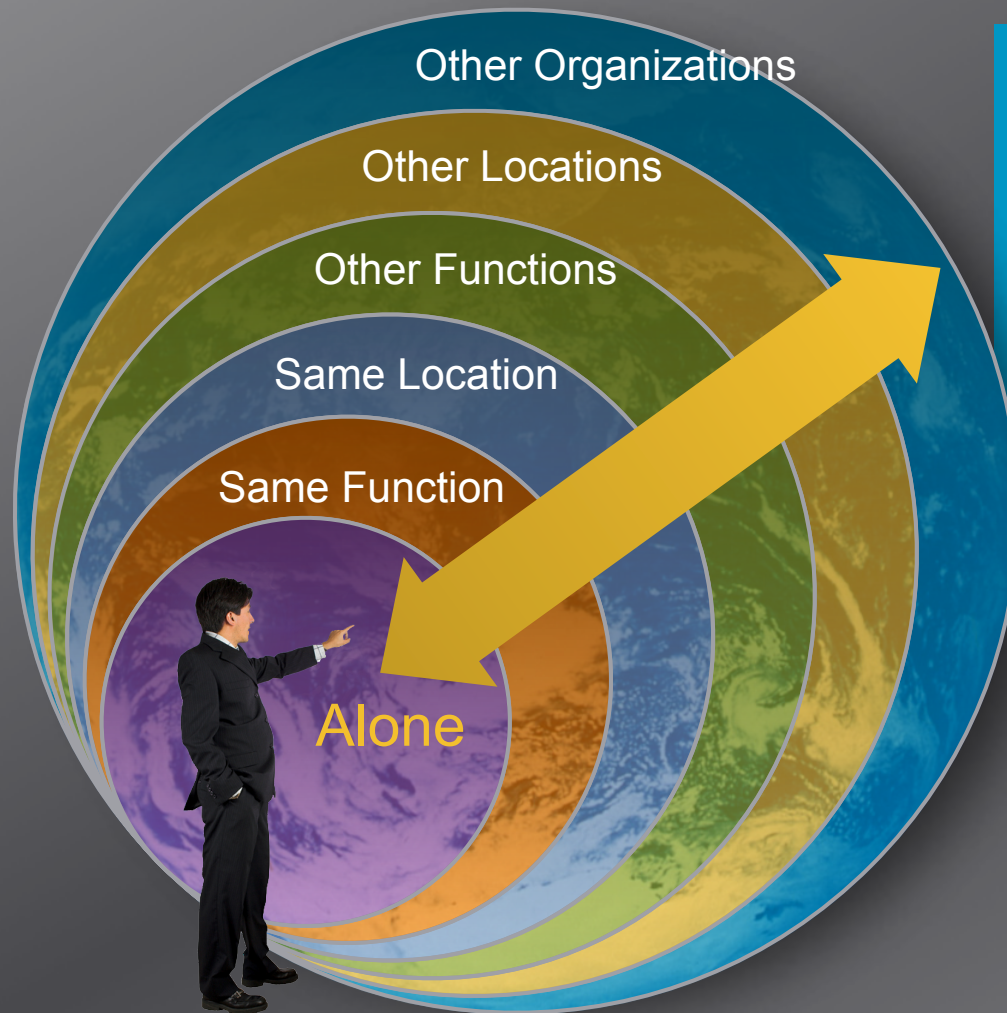 Other Organizations
Other Locations
Other Functions
Same Location
Same Function
Alone